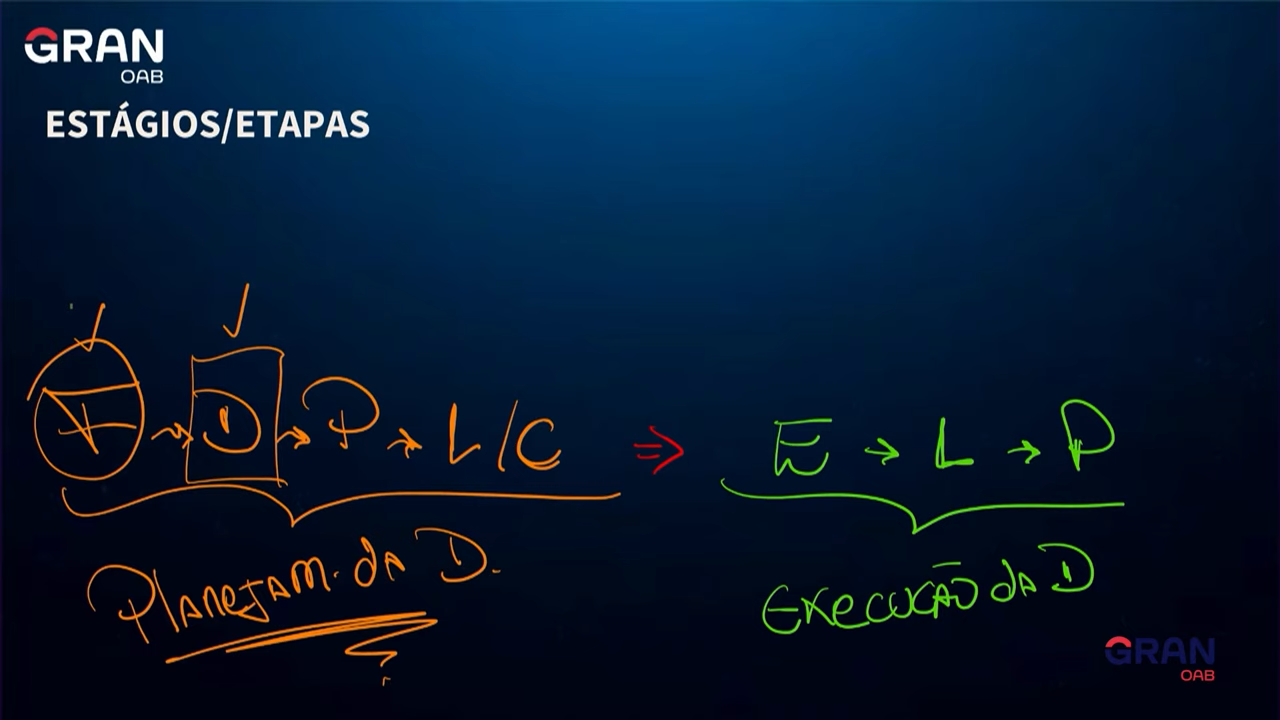 GRAN
OAB
ESTÁGIOS/ETAPAS
F → D → P → L/C ⇒ E → L → P
Planejam. da D.
Execução da D
GRAN
OAB